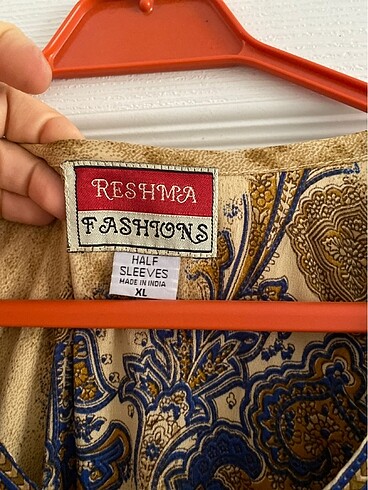 RESHMA
FASHIONS
HALF
SLEEVES
MADE IN INDIA
XL